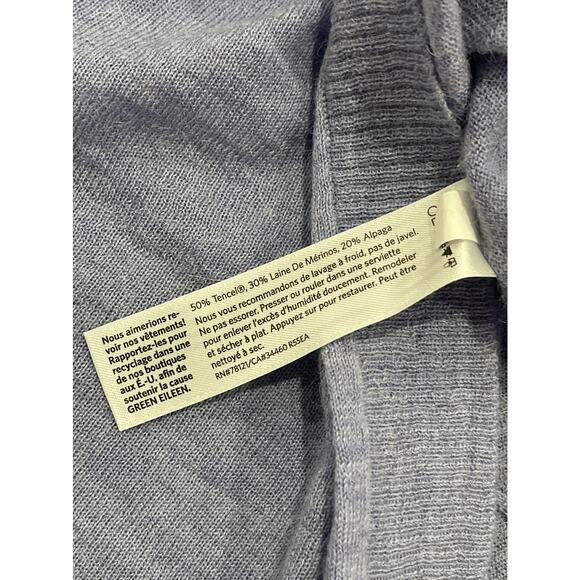 50% Tencel®, 30% Laine De Mérinos, 20% Alpaga
Nous vous recommandons de lavage à froid, pas de javel.
Ne pas essorer. Presser ou rouler dans une serviette
pour enlever l'excès d'humidité doucement. Remodeler
et sécher à plat. Appuyez sur pour restaurer. Peut être
nettoyé à sec.
RN#78121/CA#34460 R5SEA
Nous aimerions re-
voir nos vêtements!
Rapportez-les pour
recyclage dans une
de nos boutiques
aux É.-U. afin de
soutenir la cause
GREEN EILEEN.